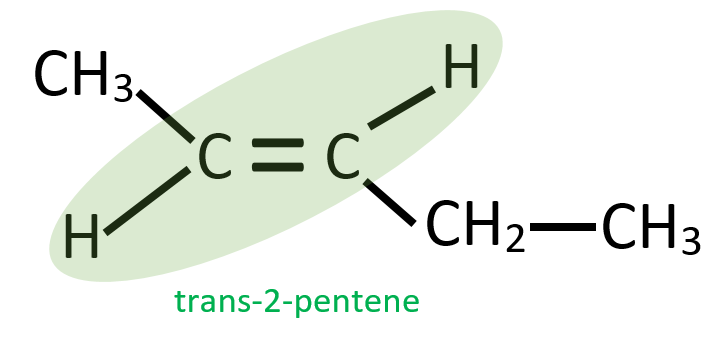 CH₃
H
C = C
H
CH₂—CH₃
trans-2-pentene